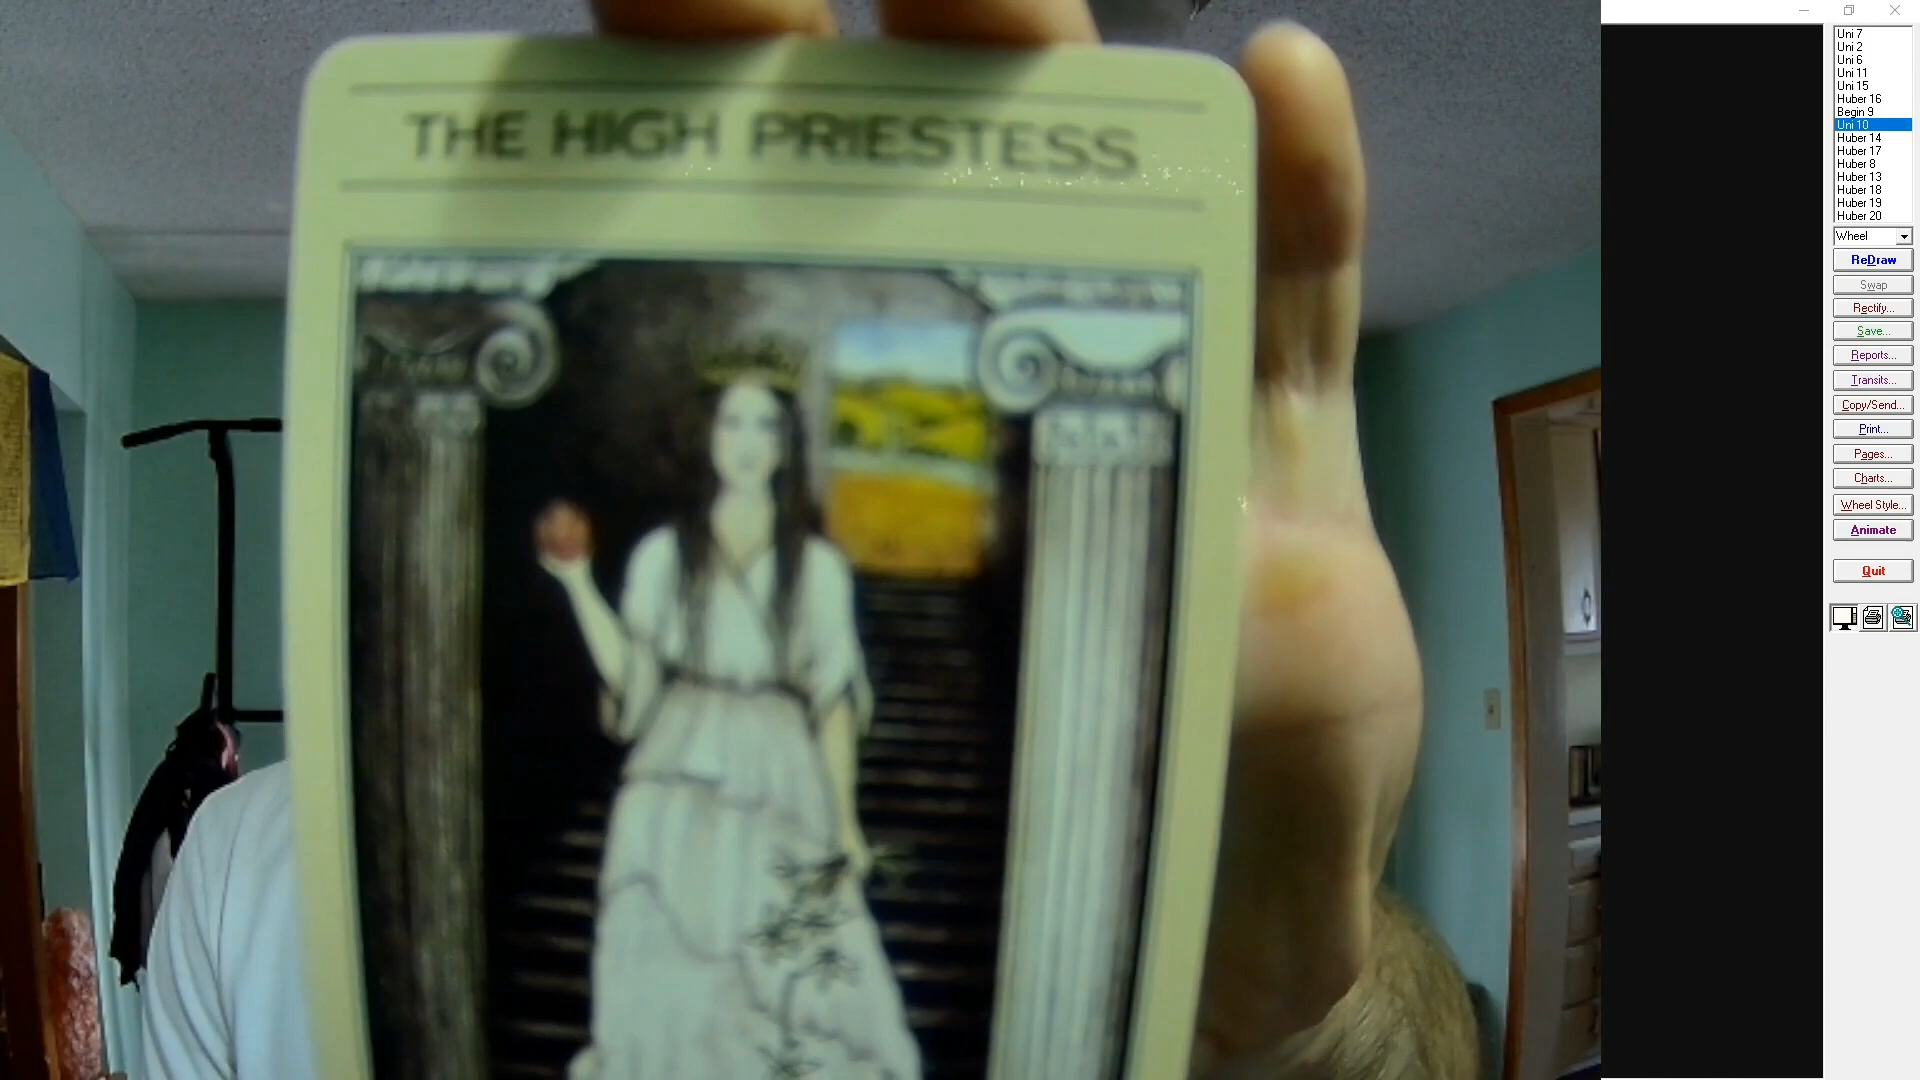 THE HIGH PRIESTESS
Uni 7
Uni 2
Uni 6
Uni 11
Uni 15
Huber 16
Begin 9
Uni 10
Huber 14
Huber 17
Huber 8
Huber 13
Huber 18
Huber 19
Huber 20
Wheel
ReDraw
Swap
Rectify...
Save...
Reports...
Transits...
Copy/Send...
Print...
Pages...
Charts...
Wheel Style...
Animate
Quit